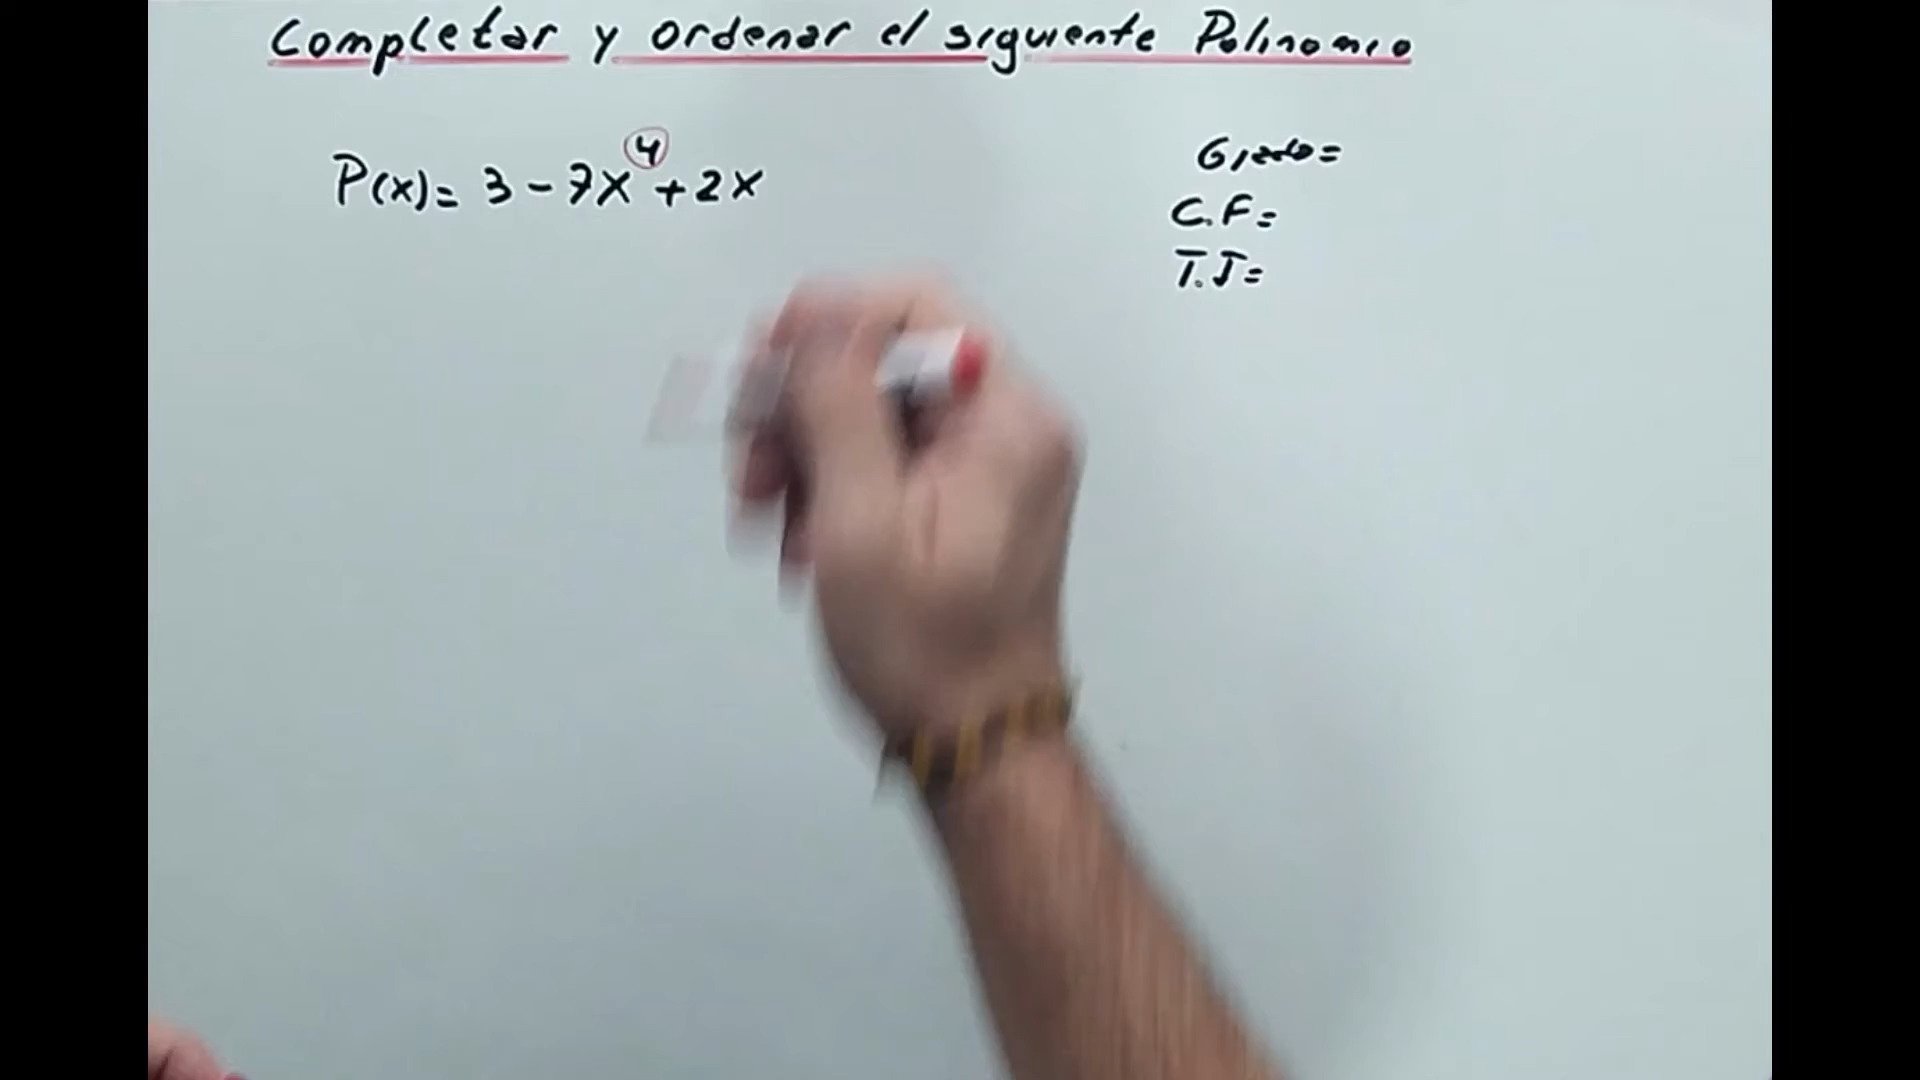 Completar y ordenar el siguiente Polinomio
P(x)= 3 - 7x⁴ + 2x
Grado=
C.F=
T.I=